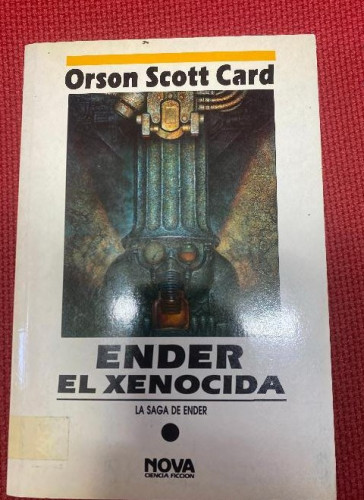 Orson Scott Card
ENDER
EL XENOCIDA
LA SAGA DE ENDER
NOVA
CIENCIA FICCION